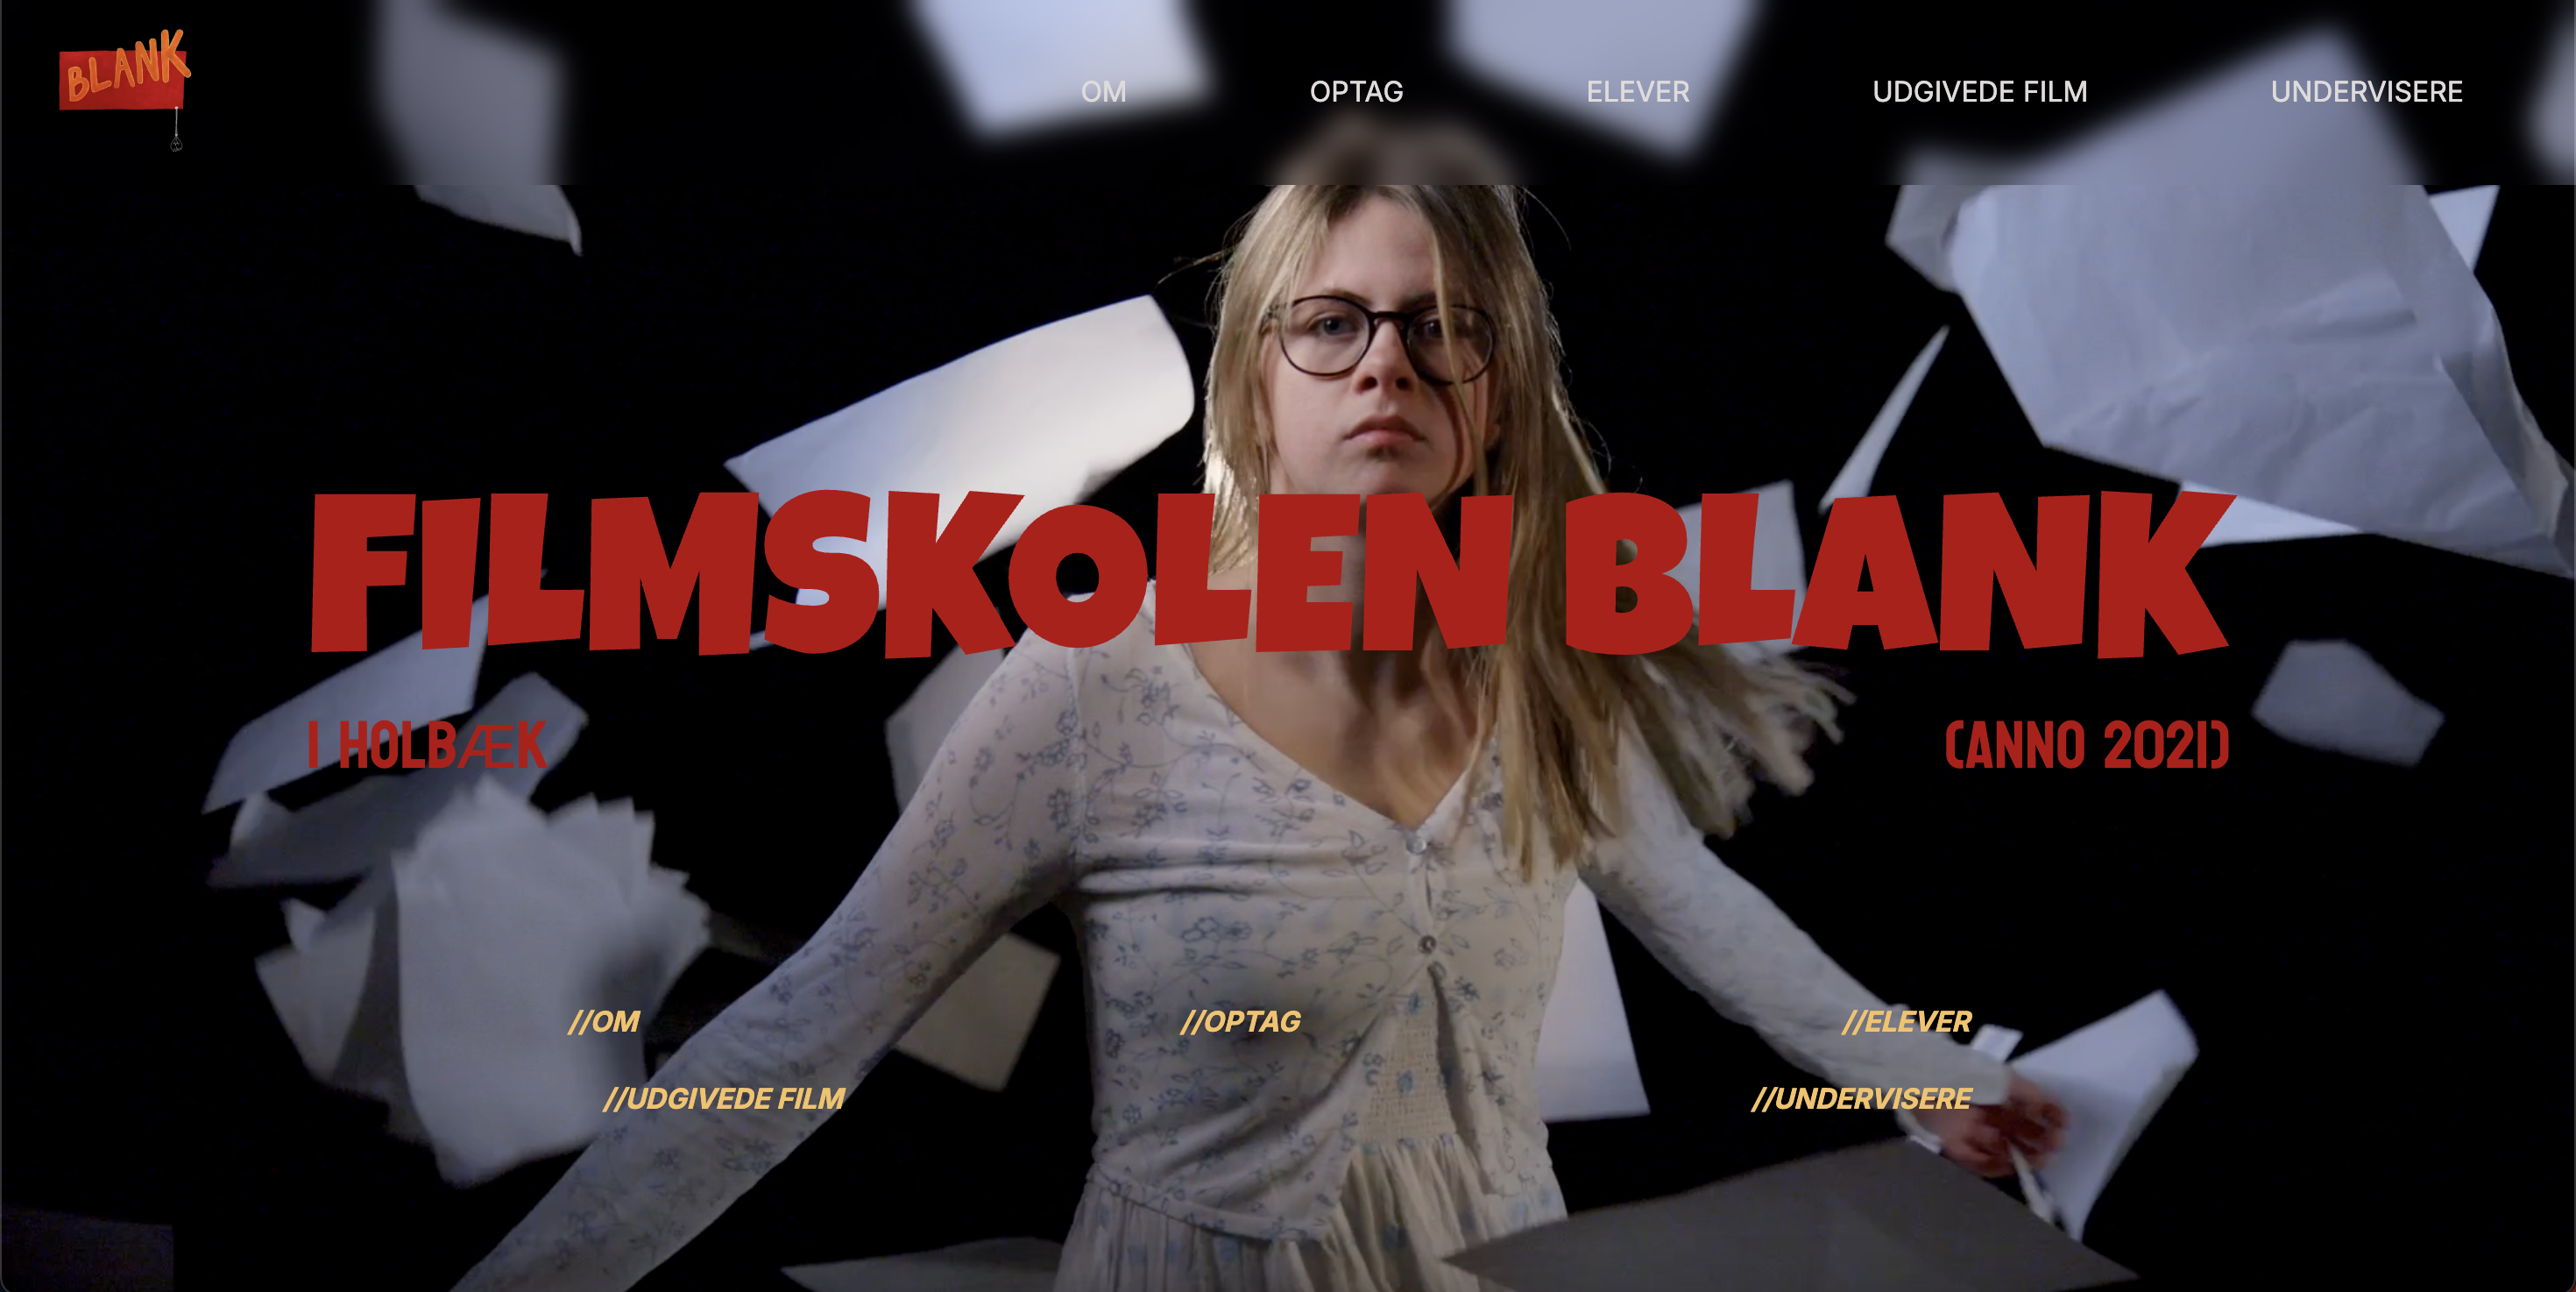 BLANK
OM OPTAG ELEVER UDGIVEDE FILM UNDERVISERE
FILMSKOLEN BLANK
I HOLBÆK (ANNO 2021)
//OM //OPTAG //ELEVER
//UDGIVEDE FILM //UNDERVISERE